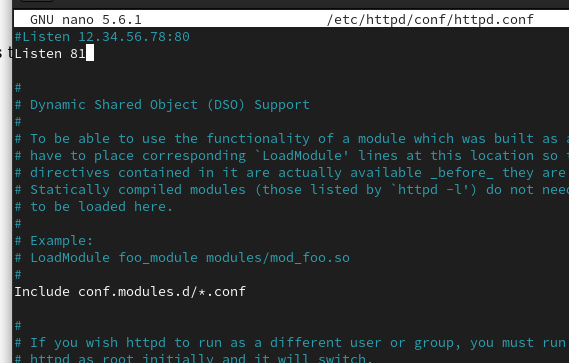 GNU nano 5.6.1 /etc/httpd/conf/httpd.conf
#Listen 12.34.56.78:80
Listen 81
#
# Dynamic Shared Object (DSO) Support
#
# To be able to use the functionality of a module which was built as
# have to place corresponding `LoadModule' lines at this location so
# directives contained in it are actually available _before_ they are
# Statically compiled modules (those listed by `httpd -l') do not
# to be loaded here.
#
# Example:
# LoadModule foo_module modules/mod_foo.so
#
Include conf.modules.d/*.conf
#
# If you wish httpd to run as a different user or group, you must run
# httpd as root initially and it will switch.